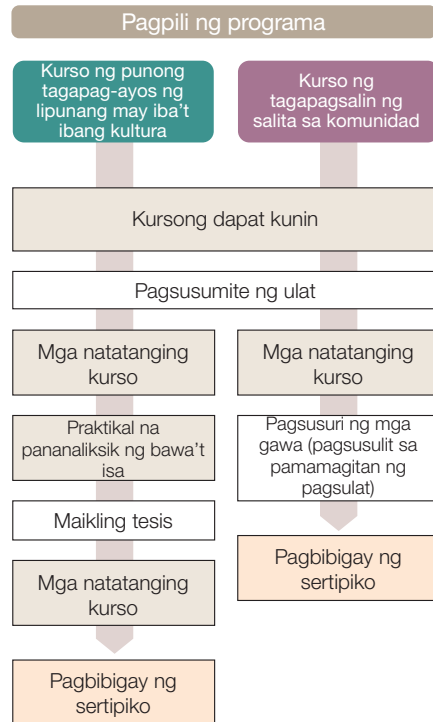 Pagpili ng programa
Kurso ng punong
tagapag-ayos ng
lipunang may iba't
ibang kultura
Kurso ng
tagapagsalin ng
salita sa komunidad
Kursong dapat kunin
Pagsusumite ng ulat
Mga natatanging
kurso
Praktikal na
pananaliksik ng bawa't
isa
Maikling tesis
Mga natatanging
kurso
Pagbibigay ng
sertipiko
Mga natatanging
kurso
Pagsusuri ng mga
gawa (pagsusulit sa
pamamagitan ng
pagsulat)
Pagbibigay ng
sertipiko